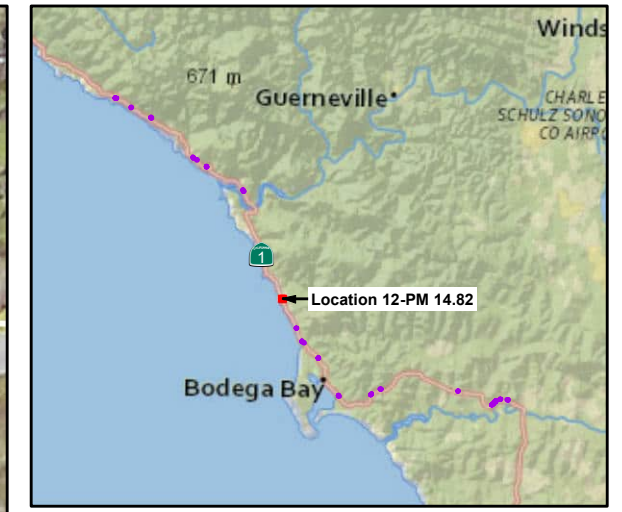 Winds
671 m
Guerneville
CHARLE
SCHULZ SONO
CO AIRPO
1
Location 12-PM 14.82
Bodega Bay